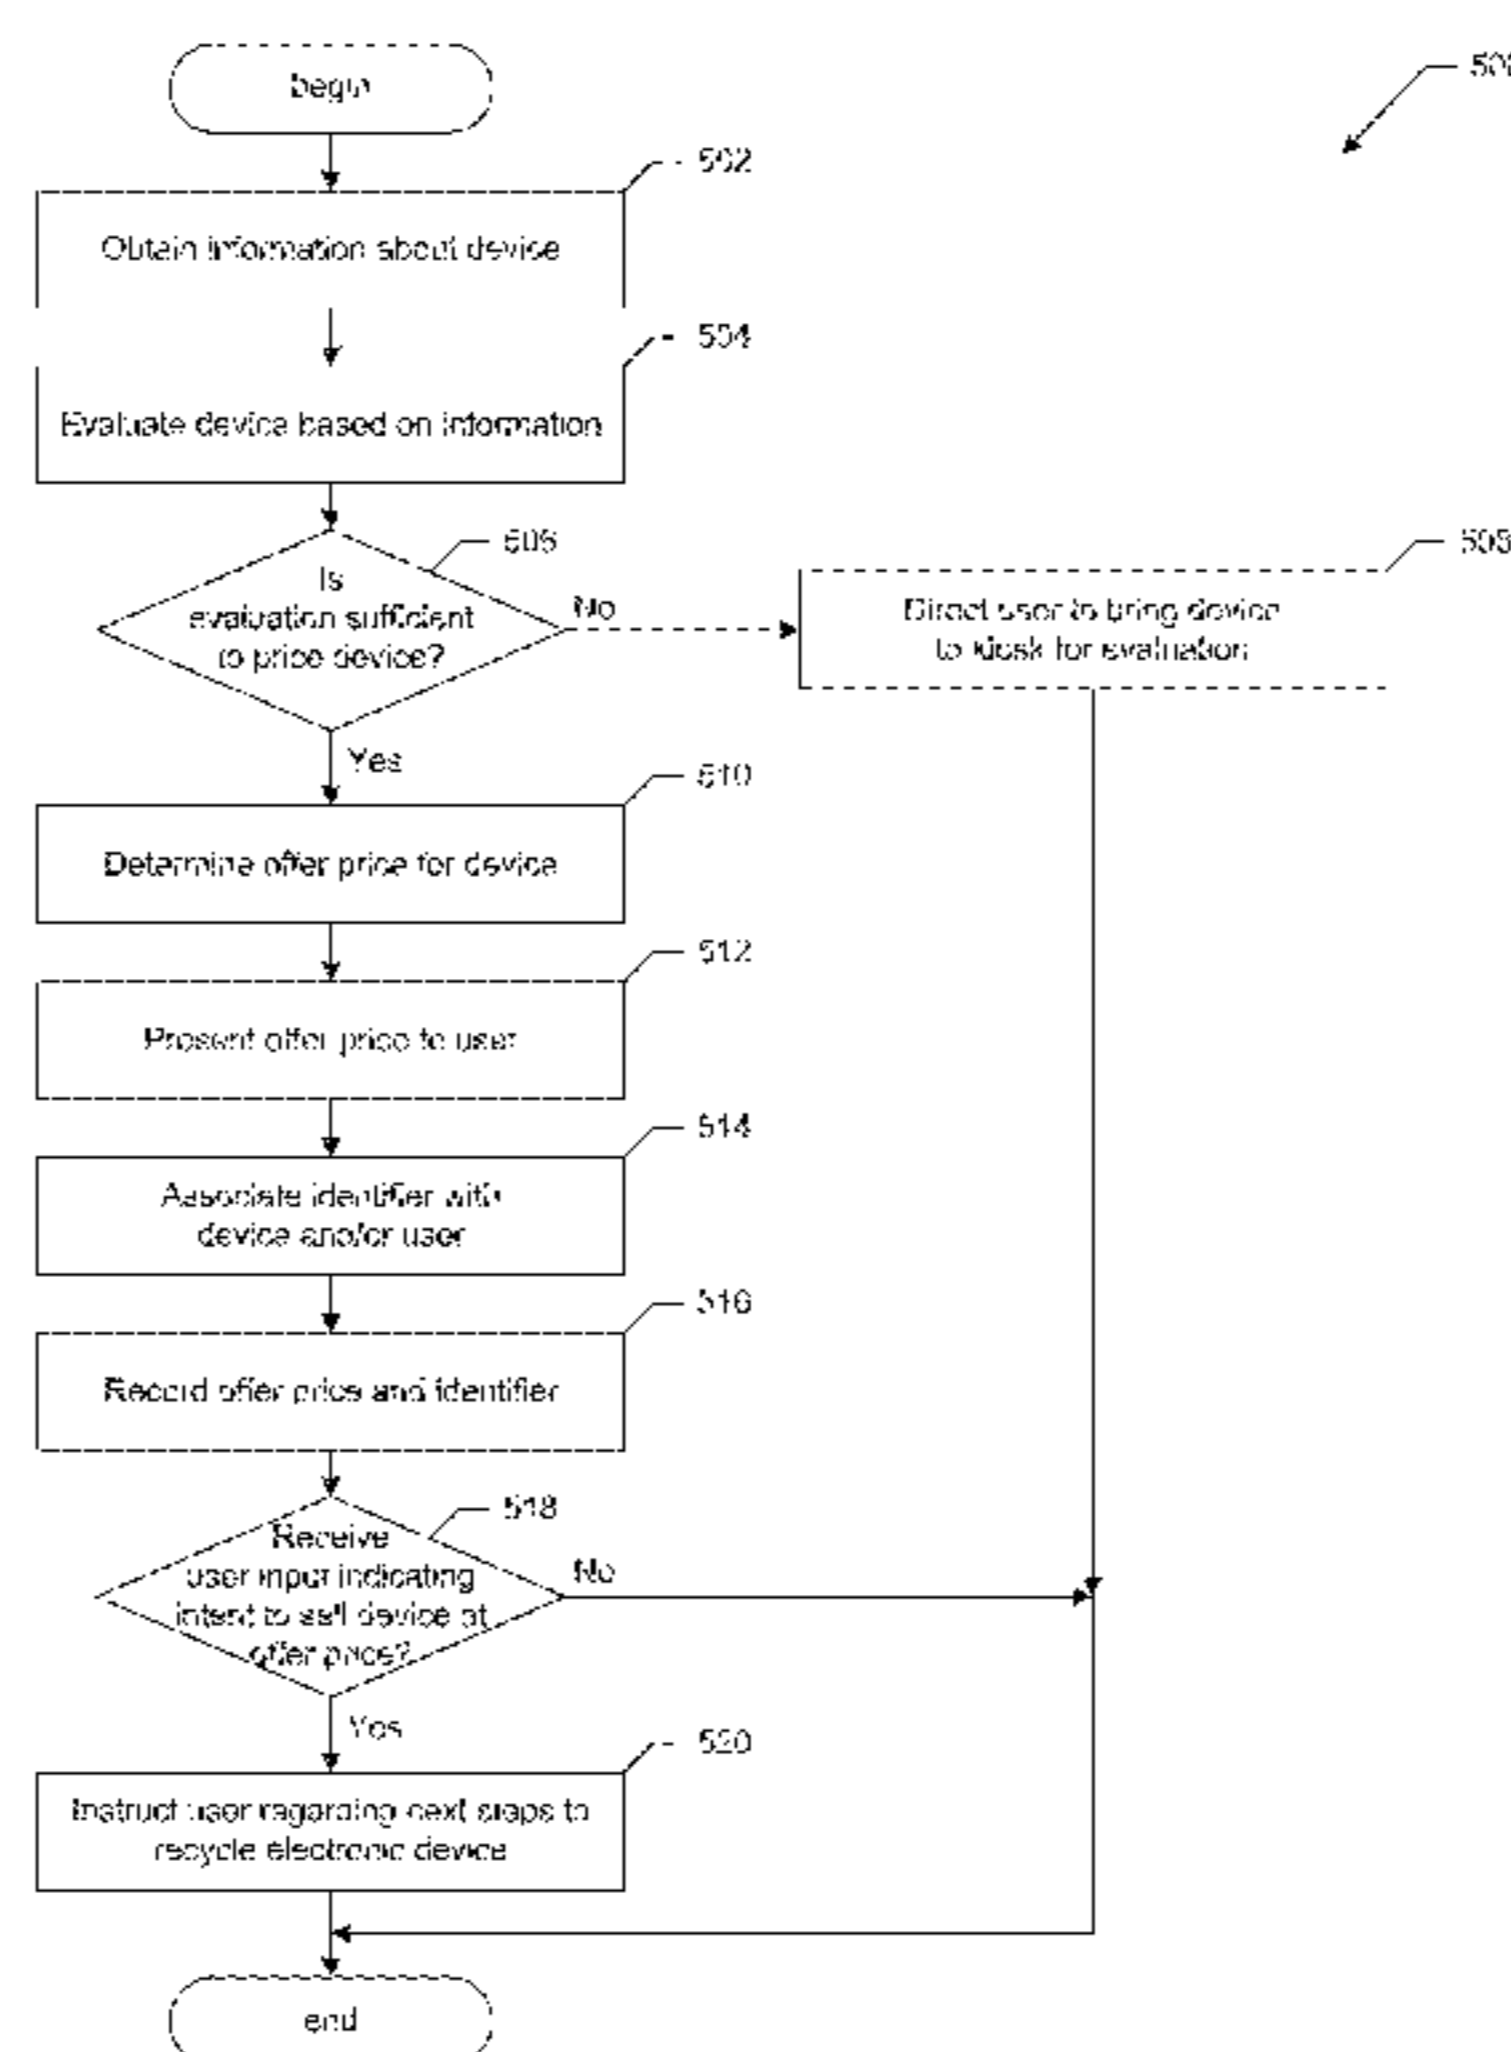 begin
502
Obtain information about device
504
Evaluate device based on information
506
Is
evaluation sufficient
to price device?
No
Direct user to bring device
to kiosk for evaluation
Yes
510
Determine offer price for device
512
Present offer price to user
514
Associate identifier with
device and/or user
516
Record offer price and identifier
518
Receive
user input indicating
intent to sell device at
offer price?
No
Yes
520
Instruct user regarding next steps to
recycle electronic device
end